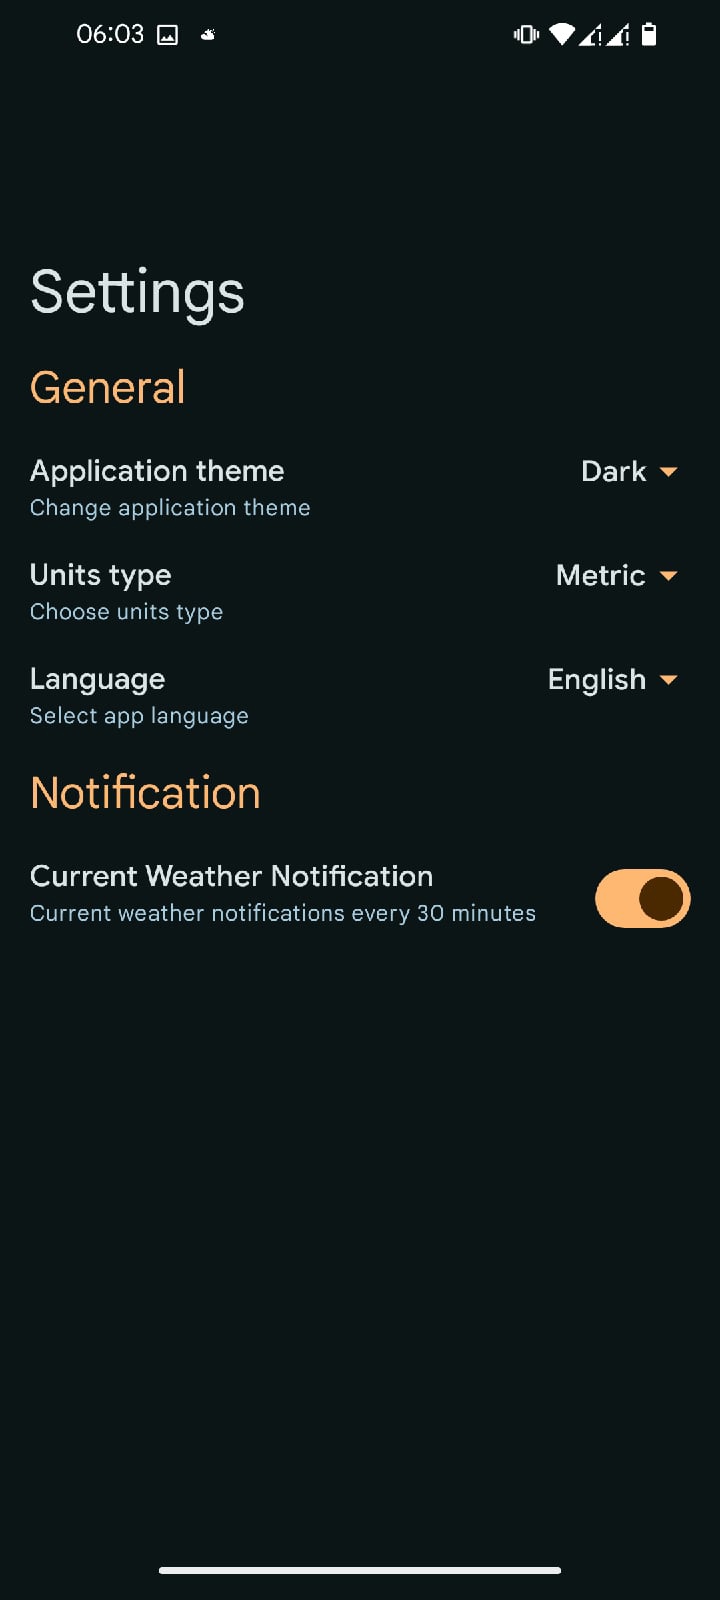 06:03
Settings
General
Application theme
Dark
Change application theme
Units type
Metric
Choose units type
Language
English
Select app language
Notification
Current Weather Notification
Current weather notifications every 30 minutes